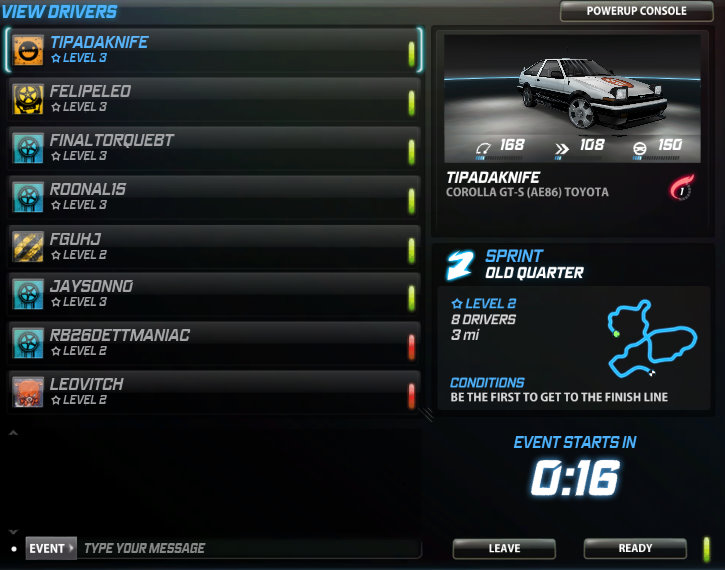 VIEW DRIVERS
POWERUP CONSOLE
TIPADAKNIFE
LEVEL 3
FELIPELEO
LEVEL 3
FINALTORQUEBT
LEVEL 3
ROONAL15
LEVEL 3
FGUHJ
LEVEL 2
JAYSONNO
LEVEL 3
RB26DETTMANIAC
LEVEL 2
LEOVITCH
LEVEL 2
168 108 150
TIPADAKNIFE
COROLLA GT-S (AE86) TOYOTA
1
2 SPRINT
OLD QUARTER
LEVEL 2
8 DRIVERS
3 mi
CONDITIONS
BE THE FIRST TO GET TO THE FINISH LINE
EVENT STARTS IN
0:16
EVENT TYPE YOUR MESSAGE
LEAVE READY